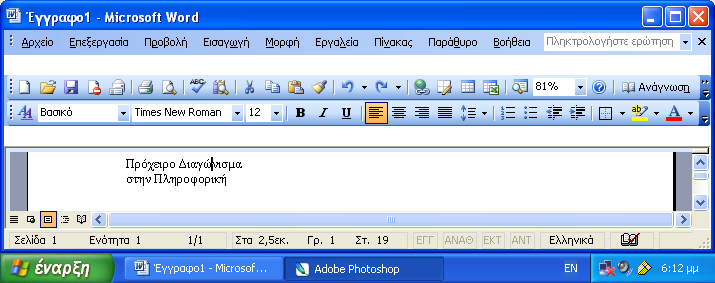 Έγγραφο1 - Microsoft Word
Αρχείο Επεξεργασία Προβολή Εισαγωγή Μορφή Εργαλεία Πίνακας Παράθυρο Βοήθεια Πληκτρολογήστε ερώτηση
81% Ανάγνωση
Βασικό Times New Roman 12 B I U
Πρόχειρο Διαγώνισμα
στην Πληροφορική
Σελίδα 1 Ενότητα 1 1/1 Στα 2,5εκ. Γρ. 1 Στ. 19 ΕΓΓ ΑΝΑΘ ΕΚΤ ΑΝΤ Ελληνικά
έναρξη Έγγραφο1 - Microsof... Adobe Photoshop EN 6:12 μμ